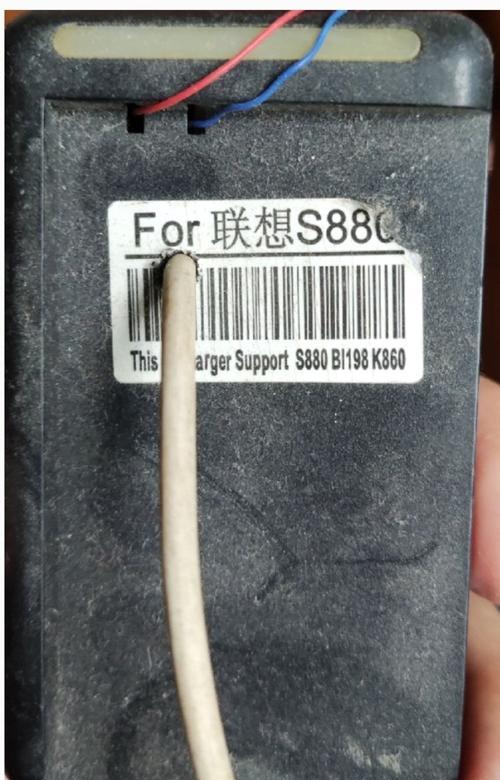 For 联想S880
This arger Support S880 BI198 K860